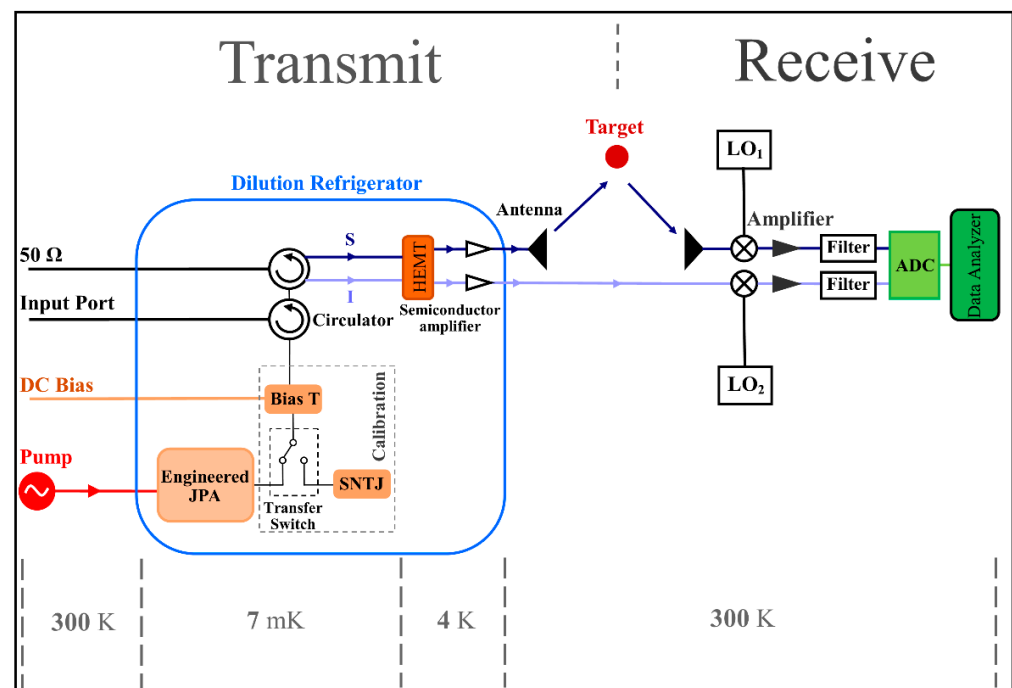 Transmit
Receive
Target
LO₁
Dilution Refrigerator
Antenna
Amplifier
50 Ω
S
I
HEMT
Filter
Filter
ADC
Data Analyzer
Input Port
Circulator
Semiconductor
amplifier
DC Bias
Bias T
Calibration
LO₂
Pump
Engineered
JPA
SNTJ
Transfer
Switch
300 K
7 mK
4 K
300 K